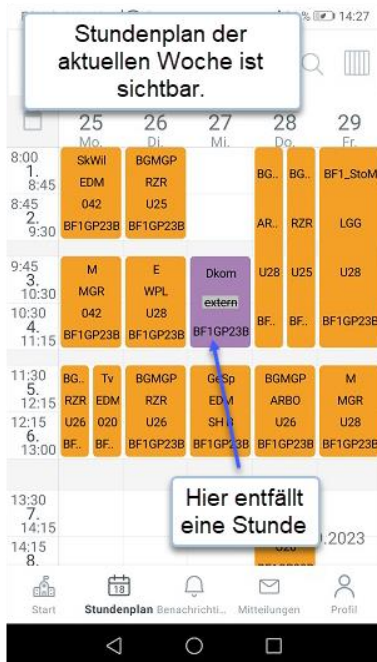 14:27
Stundenplan der
aktuellen Woche ist
sichtbar.
25 26 27 28 29
Mo. Di. Mi. Do. Fr.
8:00
1.
8:45
SkWil
EDM
042
BF1GP23B
BGMGP
RZR
U25
BF1GP23B
BG..
AR..
U28
BF..
BG..
RZR
U25
BF..
BF1_StoM
LGG
U28
BF1GP23B
8:45
2.
9:30
9:45
3.
10:30
M
MGR
042
BF1GP23B
E
WPL
U28
BF1GP23B
Dkom
extern
BF1GP23B
10:30
4.
11:15
11:30
5.
12:15
BG..
RZR
U26
BF..
Tv
EDM
020
BF..
BGMGP
RZR
U26
BF1GP23B
GeSp
EDM
SH B
BF1GP23B
BGMGP
ARBO
U26
BF1GP23B
M
MGR
U28
BF1GP23B
12:15
6.
13:00
Hier entfällt
eine Stunde
13:30
7.
14:15
14:15
8.
.2023
Start
18
Stundenplan
Benachrichti...
Mitteilungen
Profil